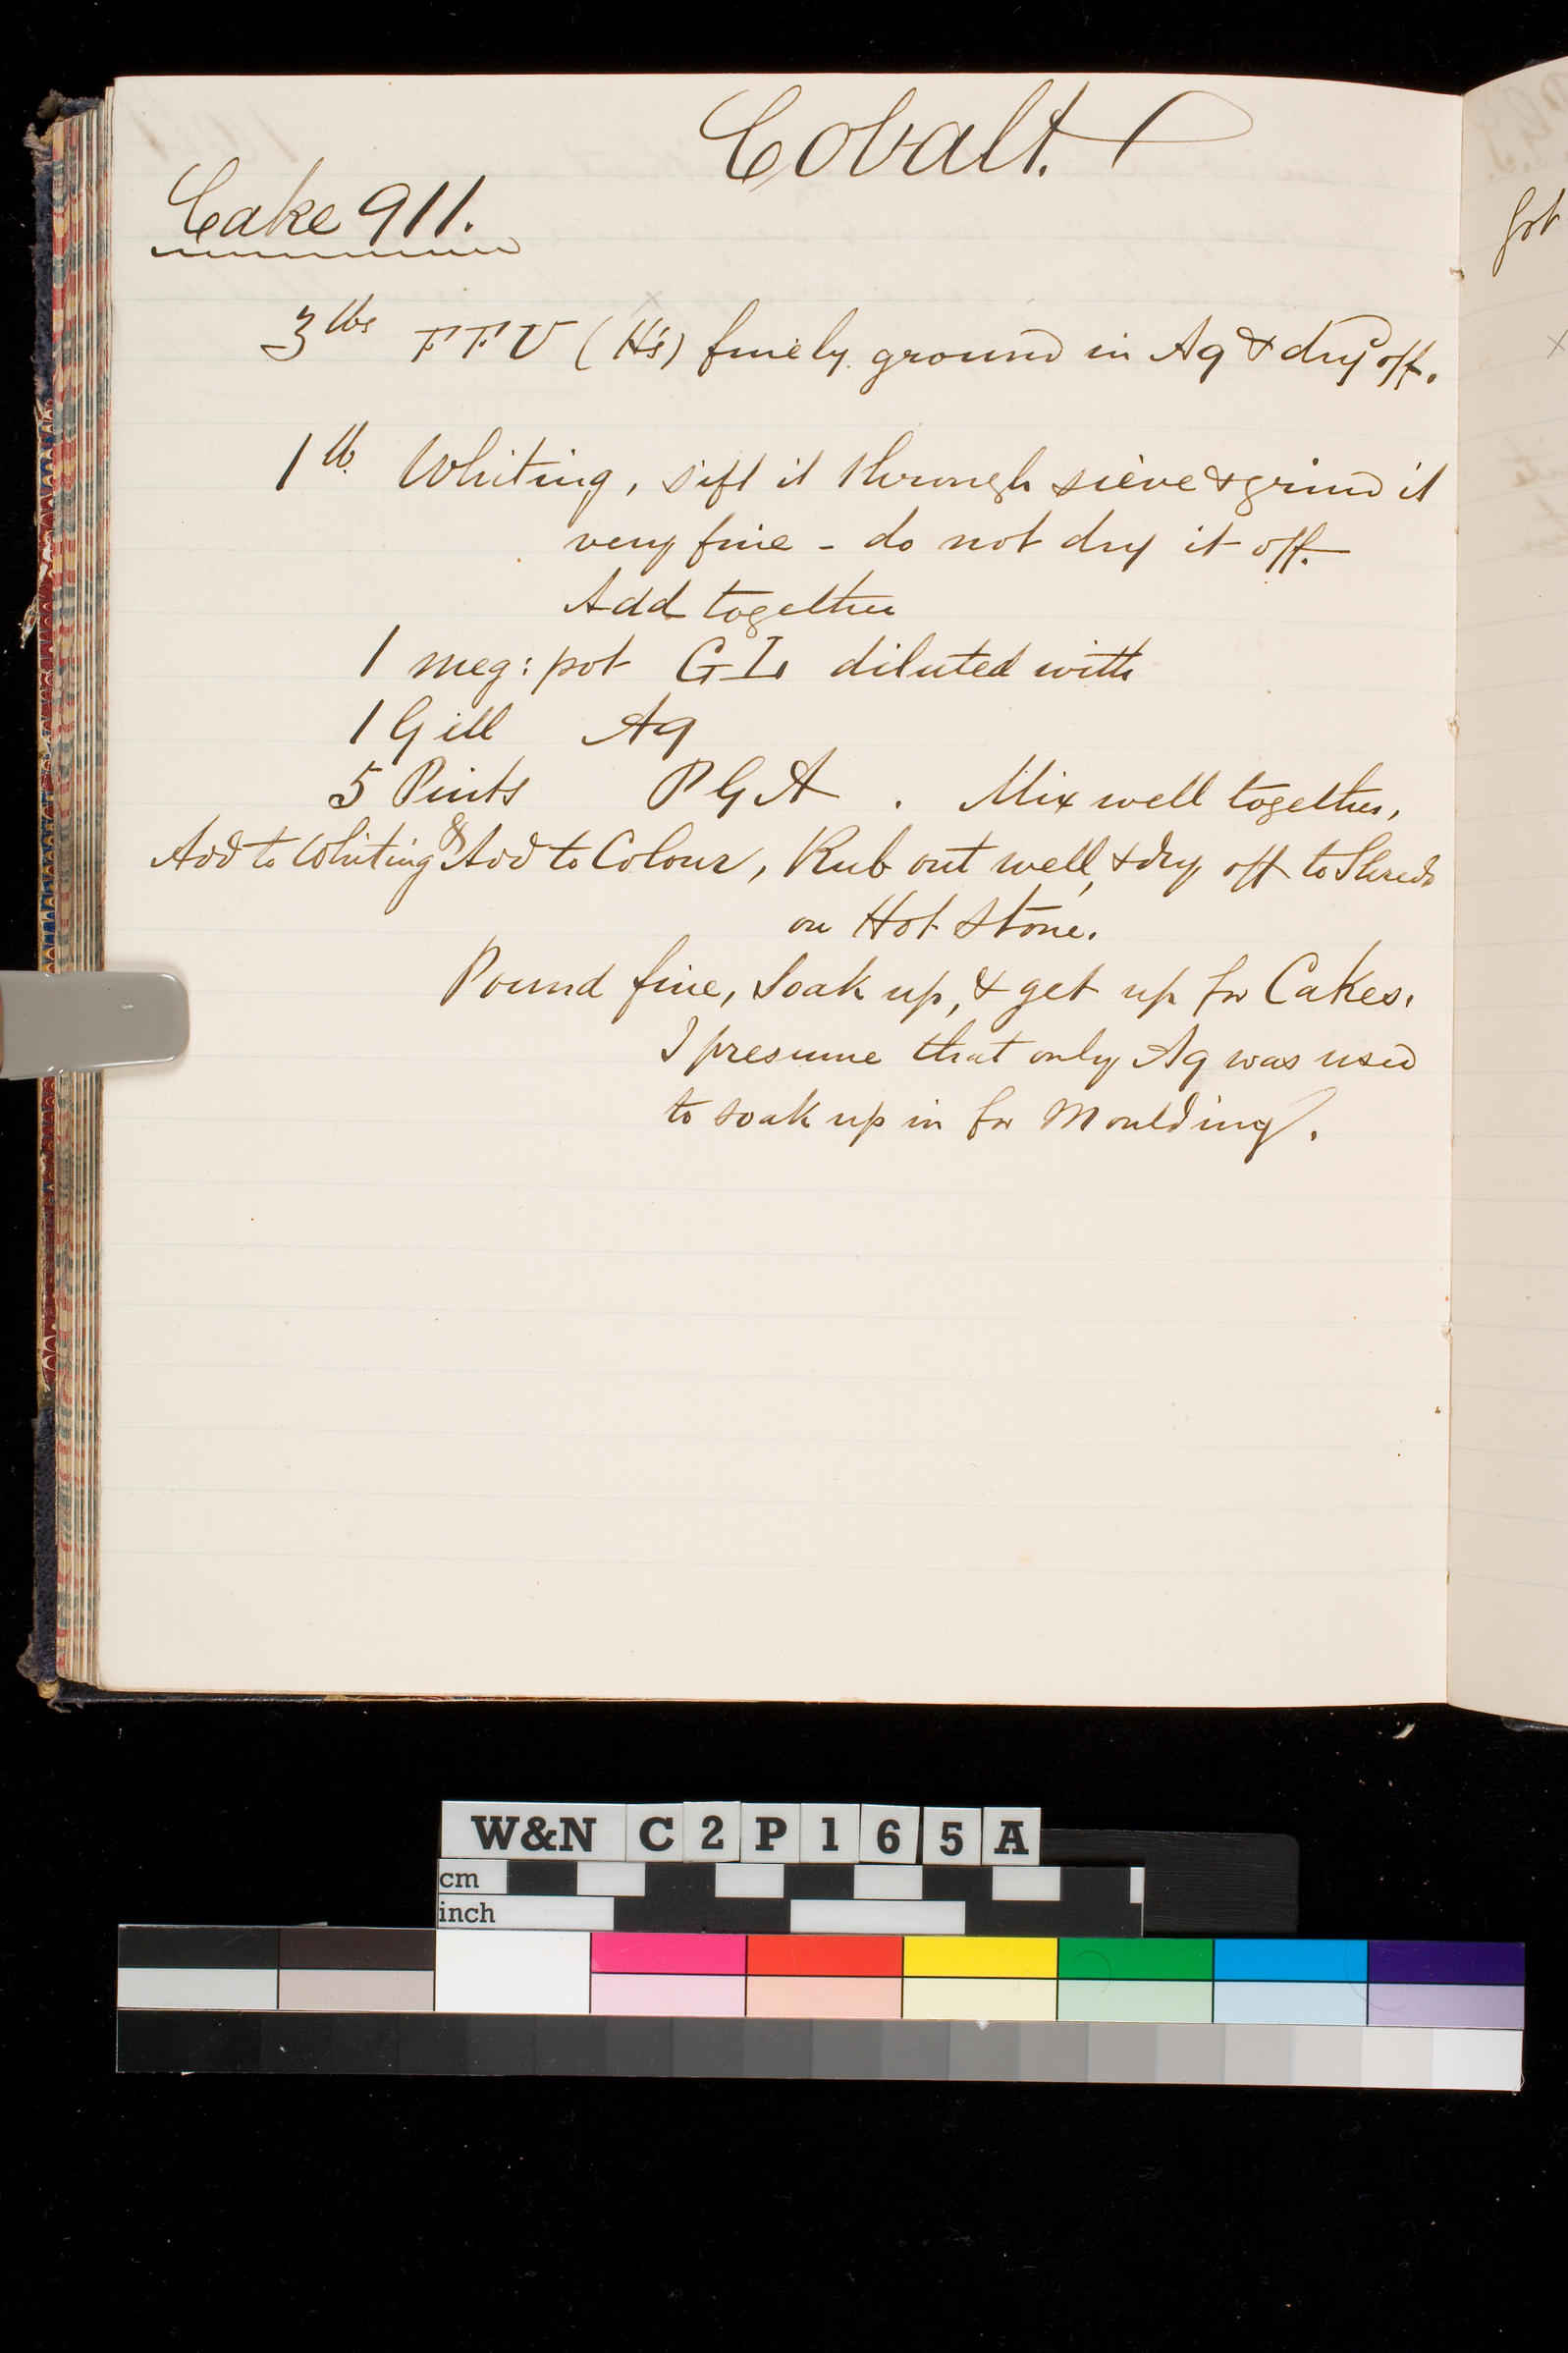 Cobalt.
Cake 911.
3 lbs FFU (H's) finely ground in Aq & dry off.
1 lb Whiting, sift it through sieve & grind it
very fine - do not dry it off.
Add together
1 meg: pot GL diluted with
1 Gill Aq
5 Pints PGA. Mix well together,
Add to Whiting & Add to Colour, Rub out well, & dry off to Shreds
on Hot Stone.
Pound fine, Soak up, & get up for Cakes.
I presume that only Aq was used
to soak up in for Moulding.
W&N C2P165A
cm
inch